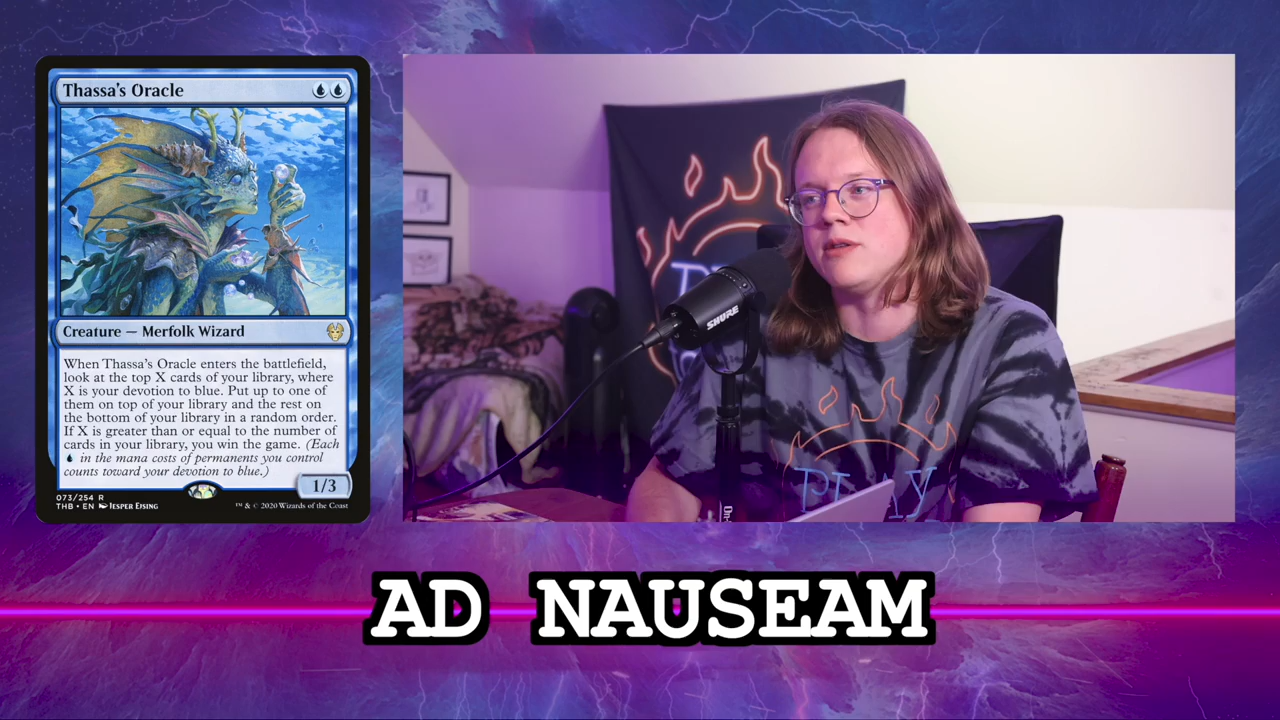 Thassa's Oracle
Creature — Merfolk Wizard
When Thassa's Oracle enters the battlefield,
look at the top X cards of your library, where
X is your devotion to blue. Put up to one of
them on top of your library and the rest on
the bottom of your library in a random order.
If X is greater than or equal to the number of
cards in your library, you win the game. (Each
in the mana costs of permanents you control
counts toward your devotion to blue.)
1/3
073/254 R
THB • EN JESPER EJSING
™ & © 2020 Wizards of the Coast
SHURE
AD NAUSEAM